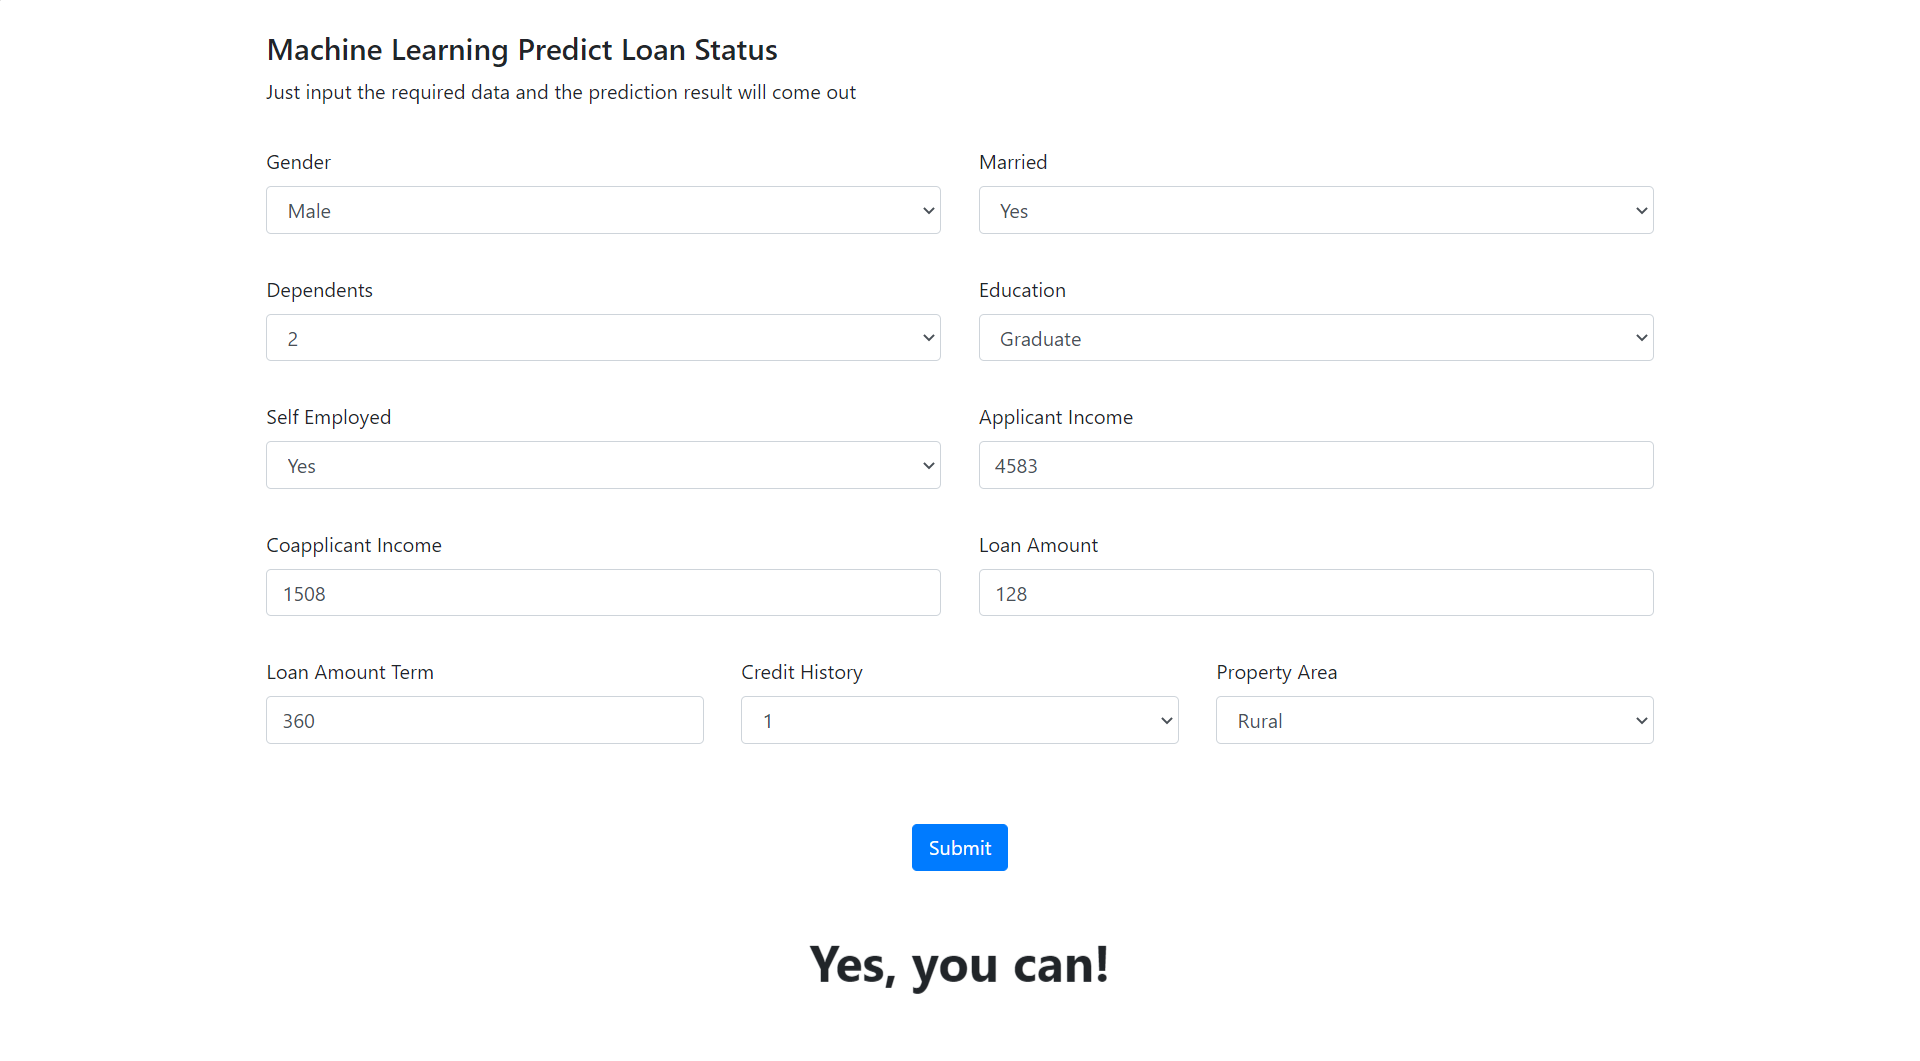 Machine Learning Predict Loan Status
Just input the required data and the prediction result will come out
Gender
Married
Male
Yes
Dependents
Education
2
Graduate
Self Employed
Applicant Income
Yes
4583
Coapplicant Income
Loan Amount
1508
128
Loan Amount Term
Credit History
Property Area
360
1
Rural
Submit
Yes, you can!